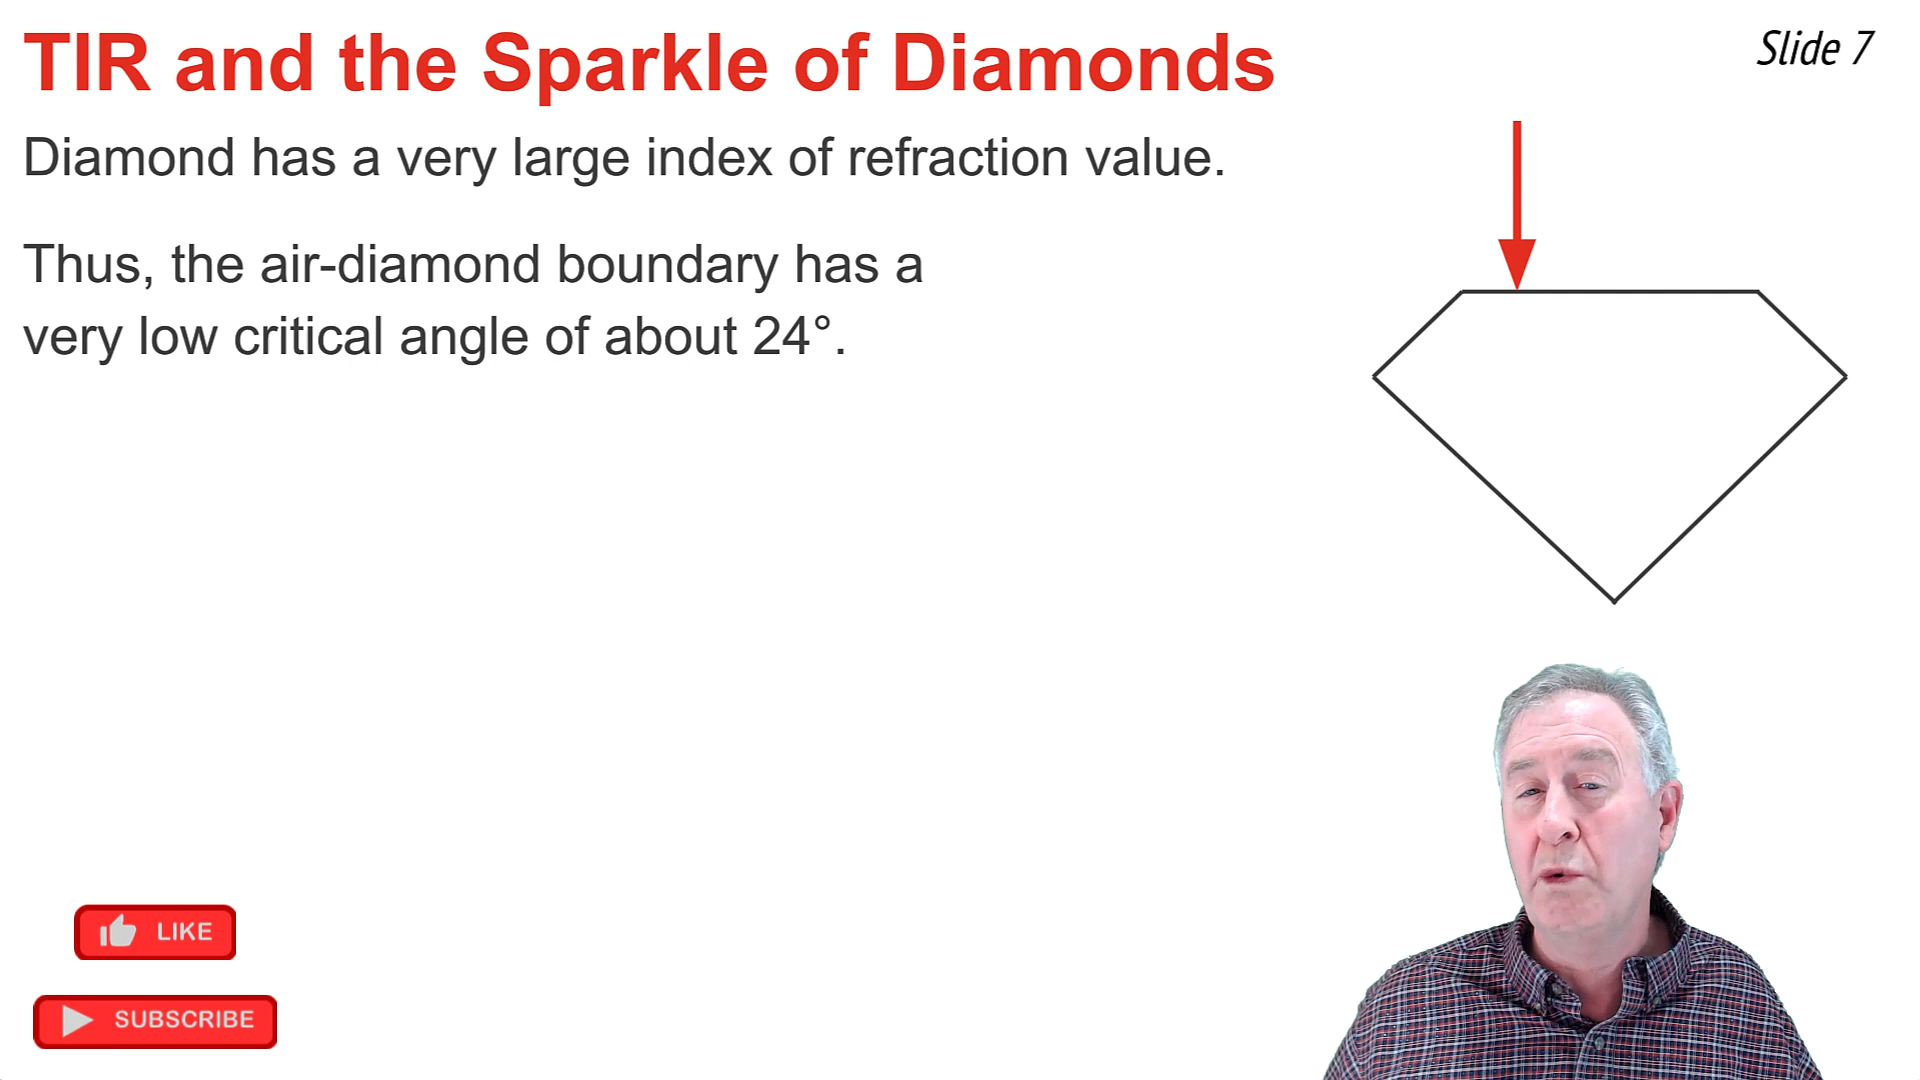 TIR and the Sparkle of Diamonds
Slide 7
Diamond has a very large index of refraction value.
Thus, the air-diamond boundary has a
very low critical angle of about 24°.
LIKE
SUBSCRIBE